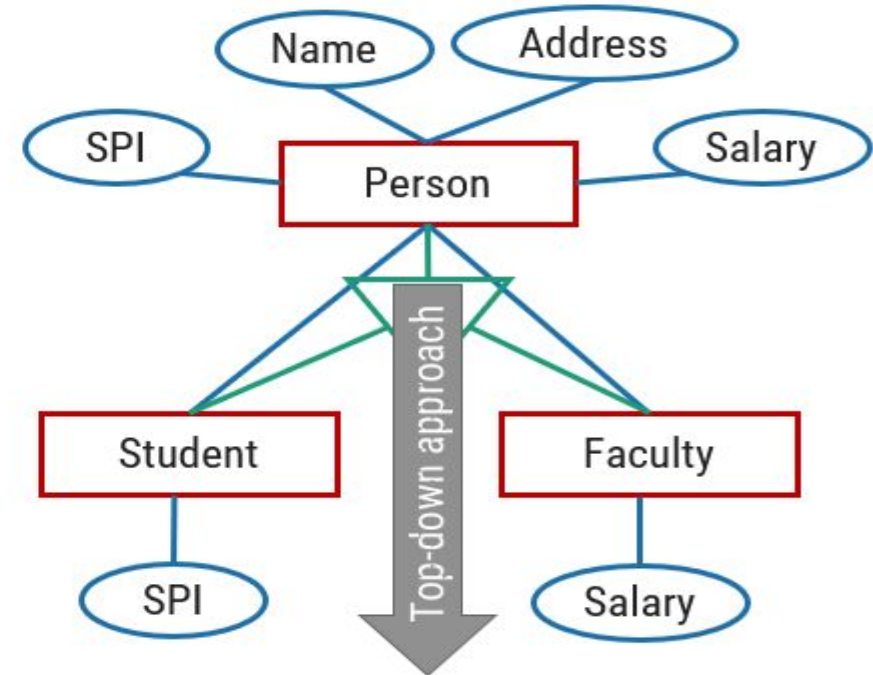 Name
Address
SPI
Salary
Person
Top-down approach
Student
Faculty
SPI
Salary